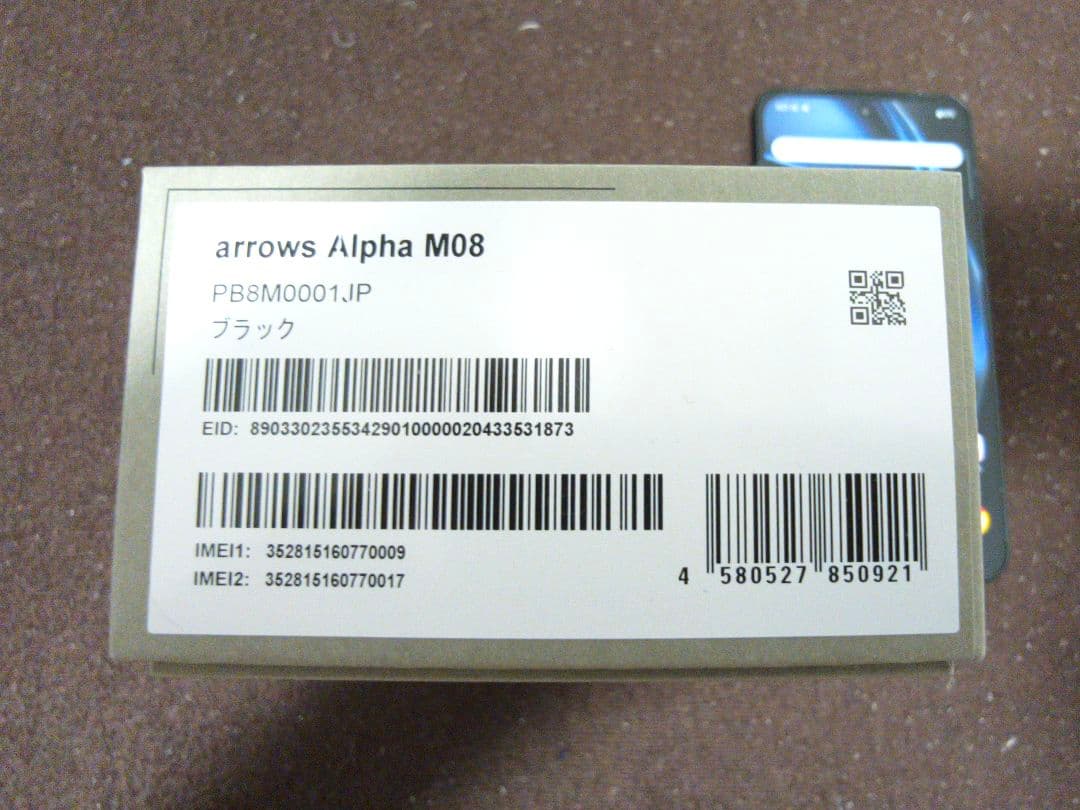 arrows Alpha M08
PB8M0001JP
ブラック
EID: 89033023553429010000020433531873
IMEI1: 352815160770009
IMEI2: 352815160770017
4 580527 850921